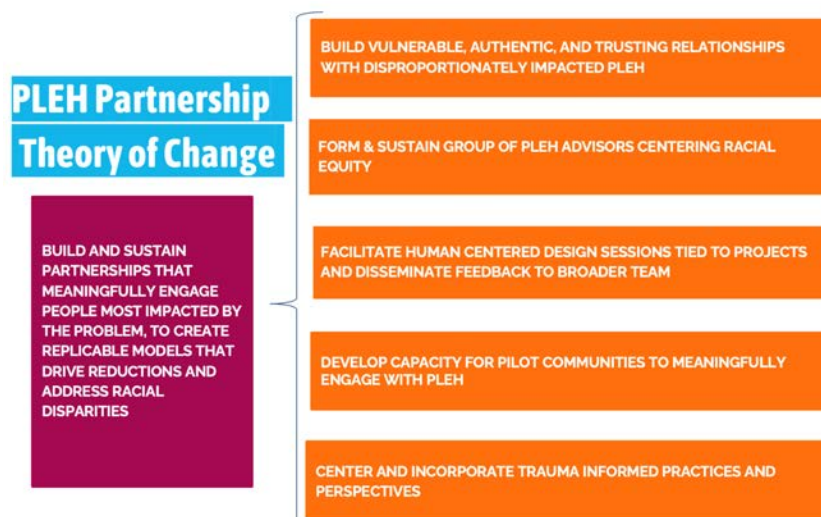 PLEH Partnership
Theory of Change
BUILD AND SUSTAIN
PARTNERSHIPS THAT
MEANINGFULLY ENGAGE
PEOPLE MOST IMPACTED BY
THE PROBLEM, TO CREATE
REPLICABLE MODELS THAT
DRIVE REDUCTIONS AND
ADDRESS RACIAL
DISPARITIES
BUILD VULNERABLE, AUTHENTIC, AND TRUSTING RELATIONSHIPS
WITH DISPROPORTIONATELY IMPACTED PLEH
FORM & SUSTAIN GROUP OF PLEH ADVISORS CENTERING RACIAL
EQUITY
FACILITATE HUMAN CENTERED DESIGN SESSIONS TIED TO PROJECTS
AND DISSEMINATE FEEDBACK TO BROADER TEAM
DEVELOP CAPACITY FOR PILOT COMMUNITIES TO MEANINGFULLY
ENGAGE WITH PLEH
CENTER AND INCORPORATE TRAUMA INFORMED PRACTICES AND
PERSPECTIVES